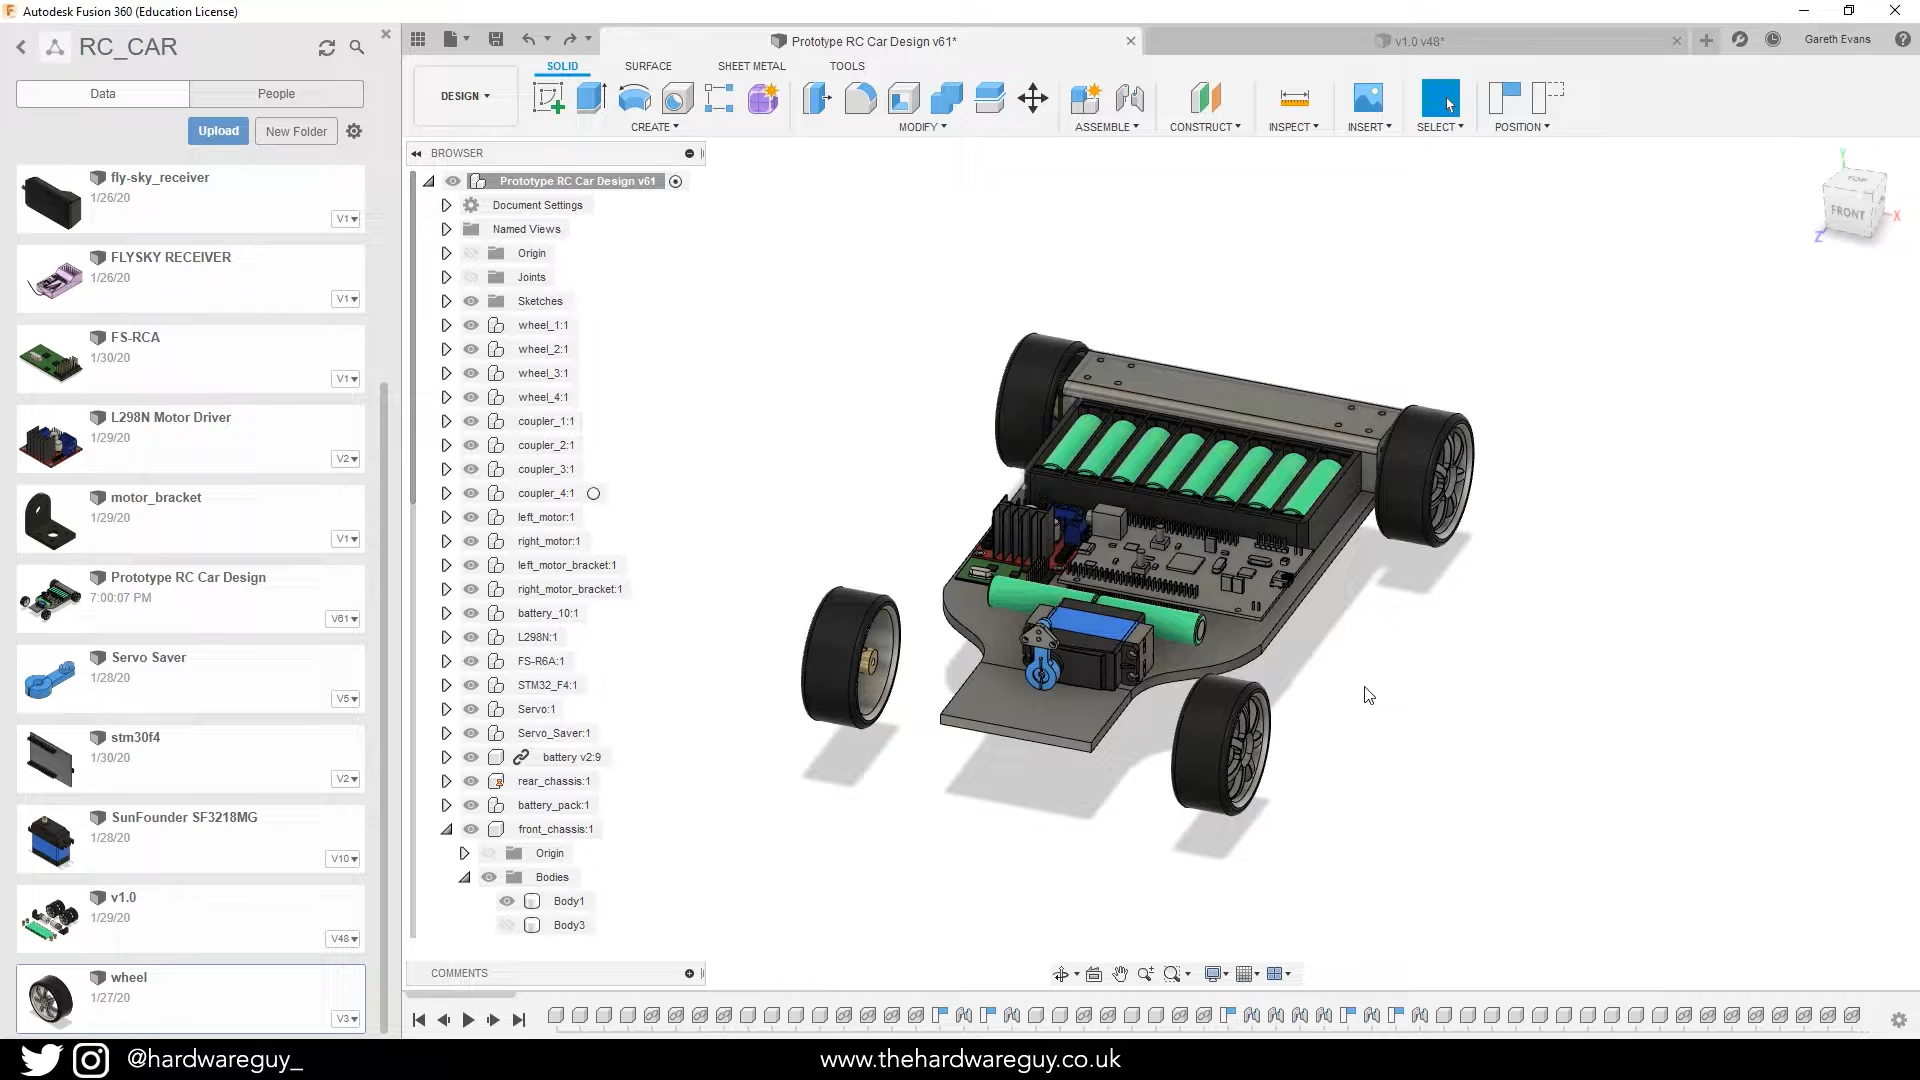 Autodesk Fusion 360 (Education License)
RC_CAR
Data
People
Upload
New Folder
fly-sky_receiver
1/26/20
V1
FLYSKY RECEIVER
1/26/20
V1
FS-RCA
1/30/20
V1
L298N Motor Driver
1/29/20
V2
motor_bracket
1/29/20
V1
Prototype RC Car Design
7:00:07 PM
V61
Servo Saver
1/28/20
V5
stm30f4
1/30/20
V2
SunFounder SF3218MG
1/28/20
V10
v1.0
1/29/20
V48
wheel
1/27/20
V3
Prototype RC Car Design v61*
v1.0 v48*
Gareth Evans
DESIGN
SOLID
SURFACE
SHEET METAL
TOOLS
CREATE
MODIFY
ASSEMBLE
CONSTRUCT
INSPECT
INSERT
SELECT
POSITION
BROWSER
Prototype RC Car Design v61
Document Settings
Named Views
Origin
Joints
Sketches
wheel_1:1
wheel_2:1
wheel_3:1
wheel_4:1
coupler_1:1
coupler_2:1
coupler_3:1
coupler_4:1
left_motor:1
right_motor:1
left_motor_bracket:1
right_motor_bracket:1
battery_10:1
L298N:1
FS-R6A:1
STM32_F4:1
Servo:1
Servo_Saver:1
battery v2:9
rear_chassis:1
battery_pack:1
front_chassis:1
Origin
Bodies
Body1
Body3
COMMENTS
Y
TOP
FRONT
X
Z
@hardwareguy_
www.thehardwareguy.co.uk